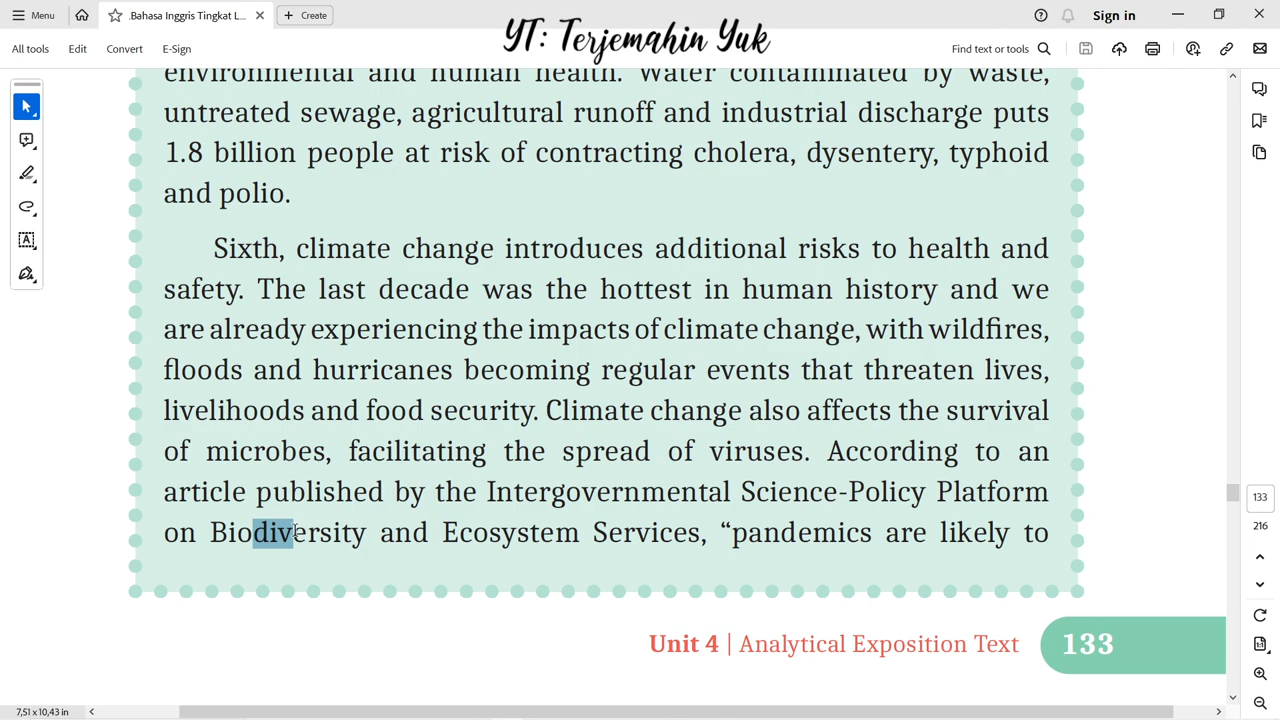 Menu
.Bahasa Inggris Tingkat L...
Create
YT: Terjemahin Yuk
Sign in
All tools
Edit
Convert
E-Sign
Find text or tools
environmental and human health. Water contaminated by waste,
untreated sewage, agricultural runoff and industrial discharge puts
1.8 billion people at risk of contracting cholera, dysentery, typhoid
and polio.
Sixth, climate change introduces additional risks to health and
safety. The last decade was the hottest in human history and we
are already experiencing the impacts of climate change, with wildfires,
floods and hurricanes becoming regular events that threaten lives,
livelihoods and food security. Climate change also affects the survival
of microbes, facilitating the spread of viruses. According to an
article published by the Intergovernmental Science-Policy Platform
on Biodiversity and Ecosystem Services, “pandemics are likely to
Unit 4 | Analytical Exposition Text
133
133
216
7,51 x 10,43 in